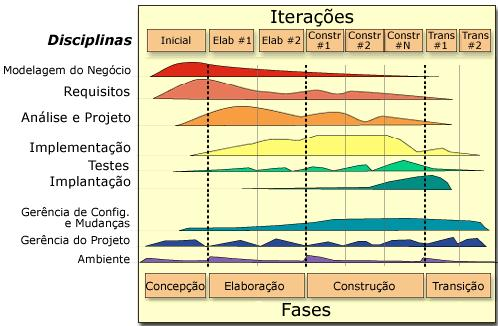 Iterações
Disciplinas
Inicial Elab #1 Elab #2 Constr #1 Constr #2 Constr #N Trans #1 Trans #2
Modelagem do Negócio
Requisitos
Análise e Projeto
Implementação
Testes
Implantação
Gerência de Config.
e Mudanças
Gerência do Projeto
Ambiente
Concepção Elaboração Construção Transição
Fases